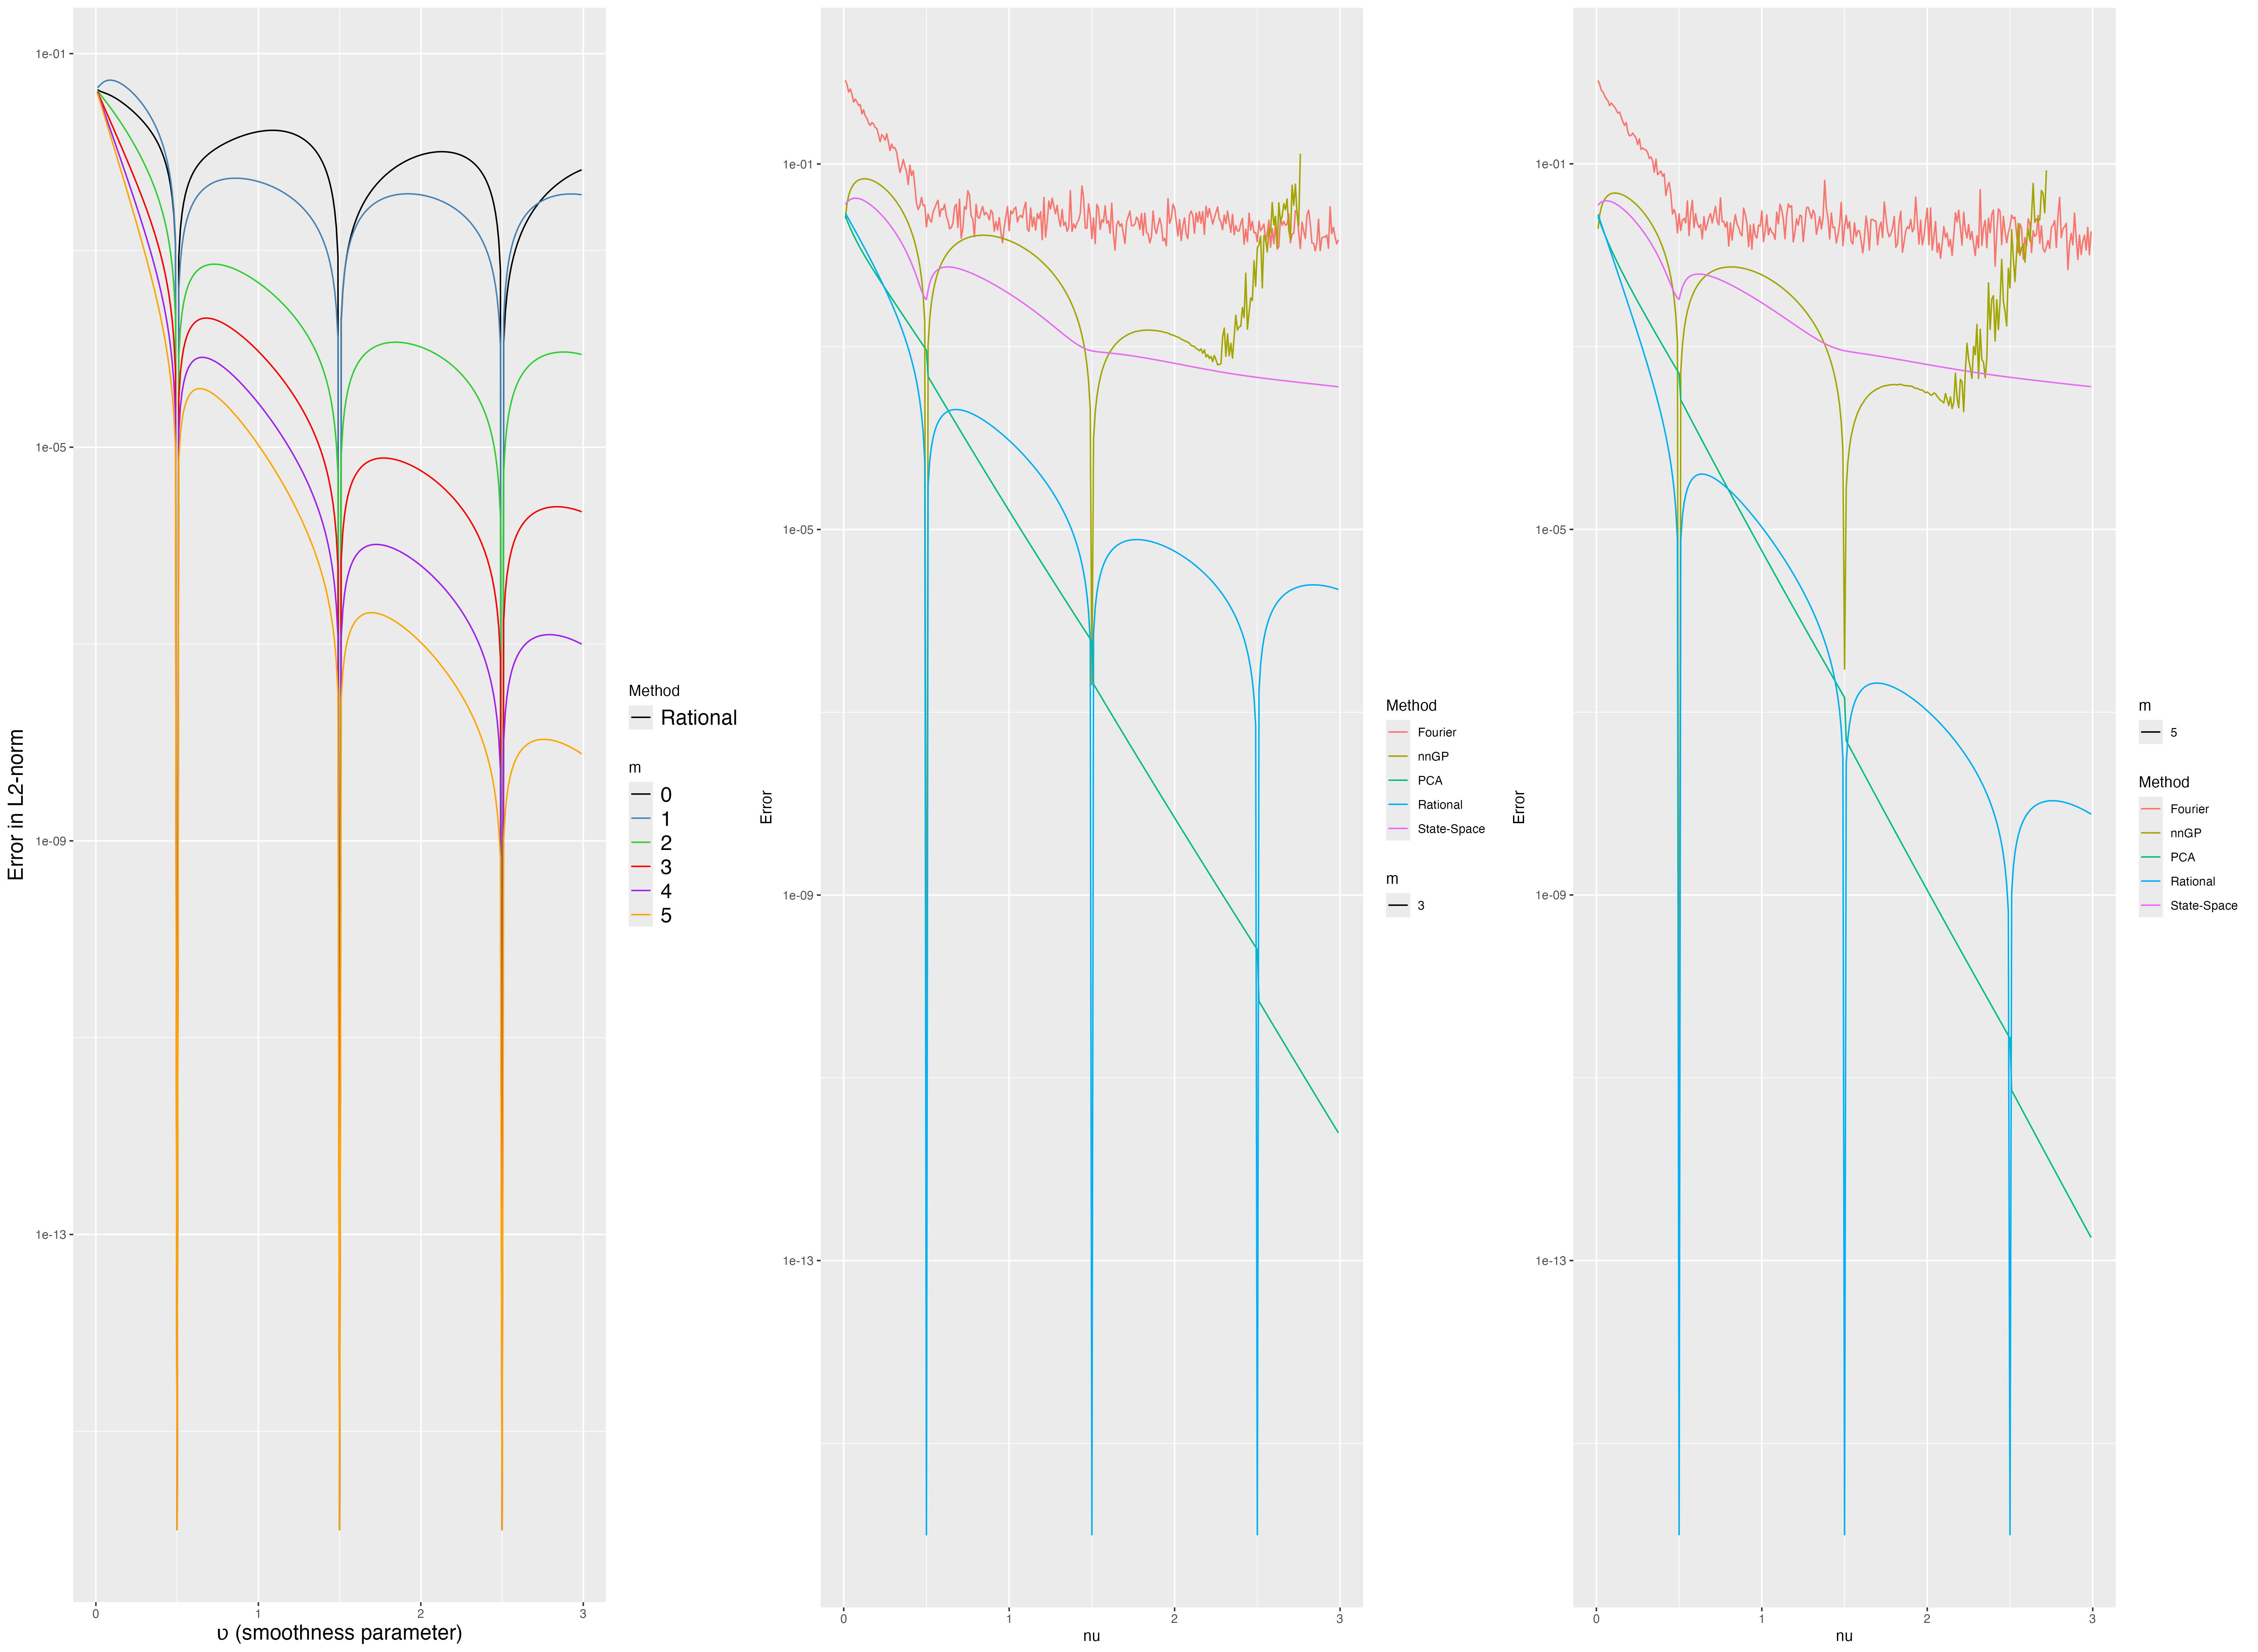 Error in L2-norm
1e-01
1e-05
1e-09
1e-13
0 1 2 3
υ (smoothness parameter)
Method
Rational
m
0
1
2
3
4
5
Error
1e-01
1e-05
1e-09
1e-13
0 1 2 3
nu
Method
Fourier
nnGP
PCA
Rational
State-Space
m
3
Error
1e-01
1e-05
1e-09
1e-13
0 1 2 3
nu
m
5
Method
Fourier
nnGP
PCA
Rational
State-Space